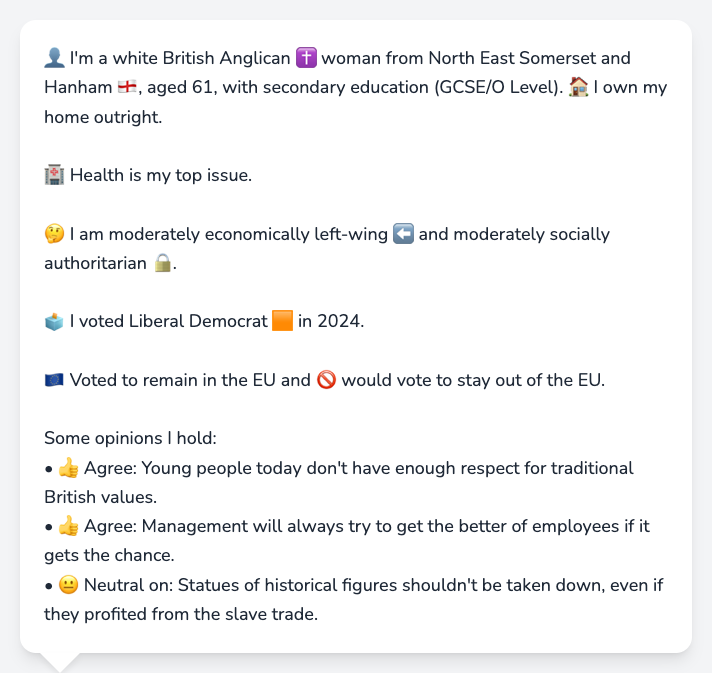 👤 I'm a white British Anglican ✝️ woman from North East Somerset and
Hanham 🏴󠁧󠁢󠁥󠁮󠁧󠁿, aged 61, with secondary education (GCSE/O Level). 🏠 I own my
home outright.
🏥 Health is my top issue.
🤔 I am moderately economically left-wing ⬅️ and moderately socially
authoritarian 🔒.
🗳️ I voted Liberal Democrat 🟧 in 2024.
🇪🇺 Voted to remain in the EU and 🚫 would vote to stay out of the EU.
Some opinions I hold:
• 👍 Agree: Young people today don't have enough respect for traditional
British values.
• 👍 Agree: Management will always try to get the better of employees if it
gets the chance.
• 😐 Neutral on: Statues of historical figures shouldn't be taken down, even if
they profited from the slave trade.